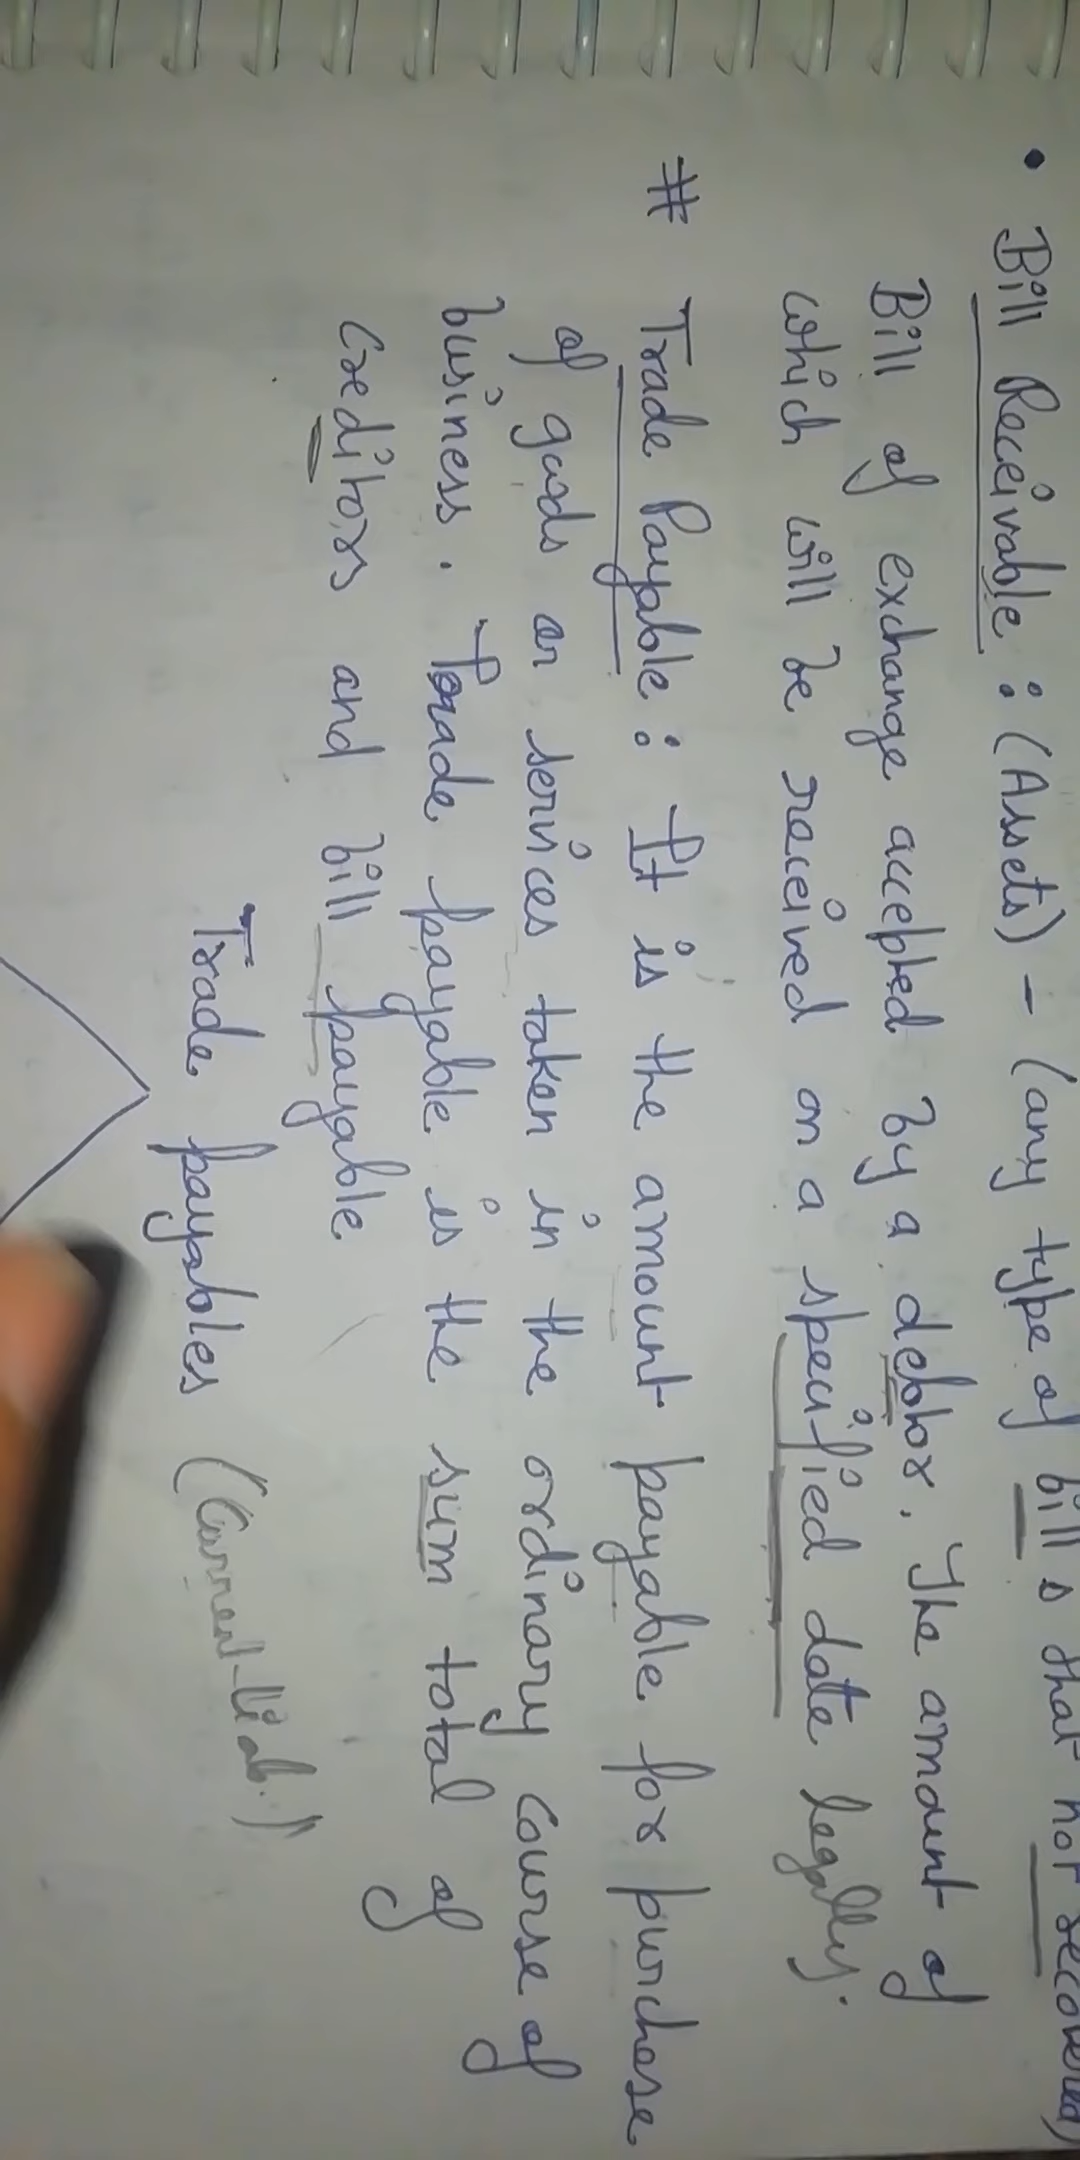 • Bill Receivable : (Assets) - (any type of bills that not recovered)
Bill of exchange accepted by a debtor. The amount of
which will be received on a specified date legally.
# Trade Payable : It is the amount payable for purchase
of goods or services taken in the ordinary course of
business. Trade payable is the sum total of
Creditors and bill payable.
Trade payables (Current liab.)